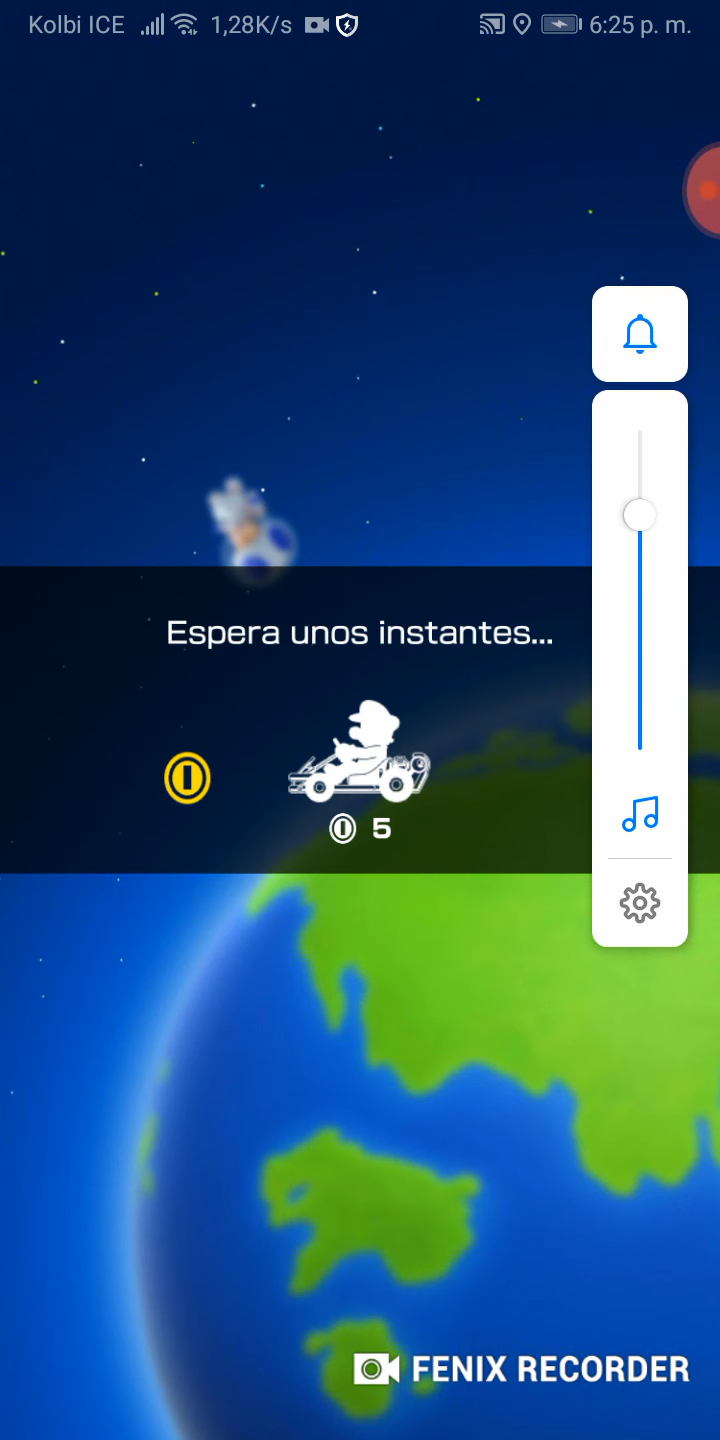 Kolbi ICE 1,28K/s 6:25 p. m.
Espera unos instantes...
5
FENIX RECORDER